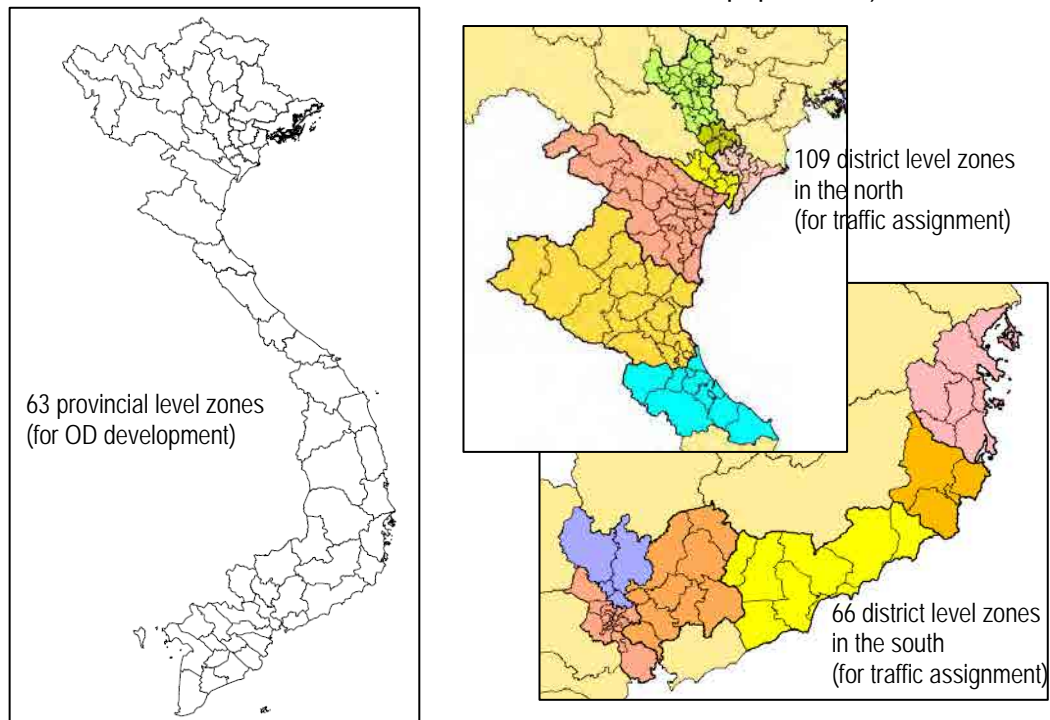 63 provincial level zones
(for OD development)
109 district level zones
in the north
(for traffic assignment)
66 district level zones
in the south
(for traffic assignment)